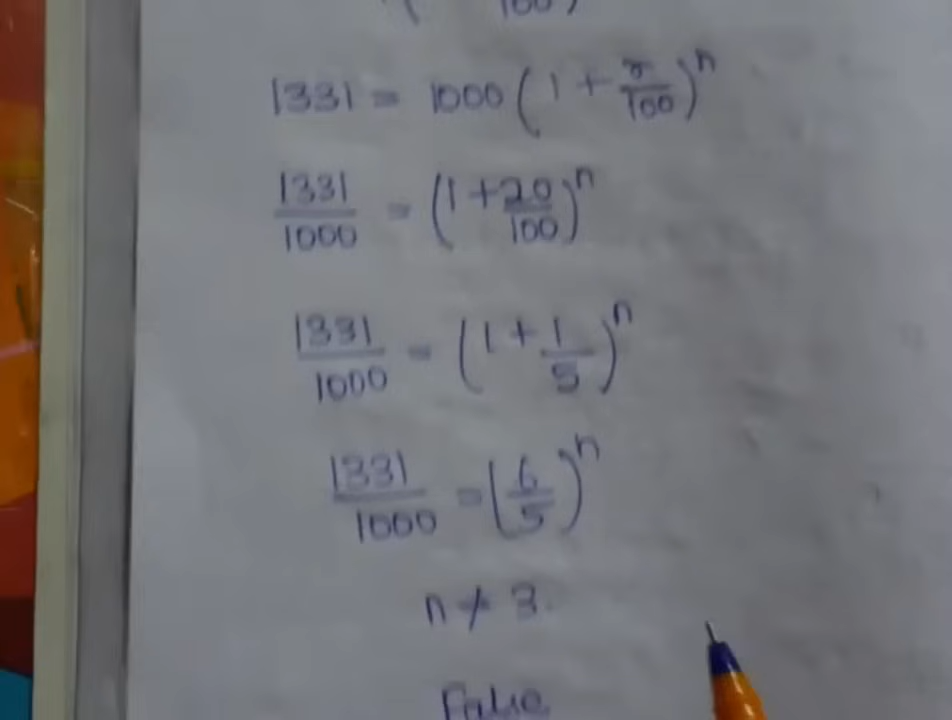 1331 = 1000 (1 + r/100)^n
1331/1000 = (1 + 20/100)^n
1331/1000 = (1 + 1/5)^n
1331/1000 = (6/5)^n
n ≠ 3.
False